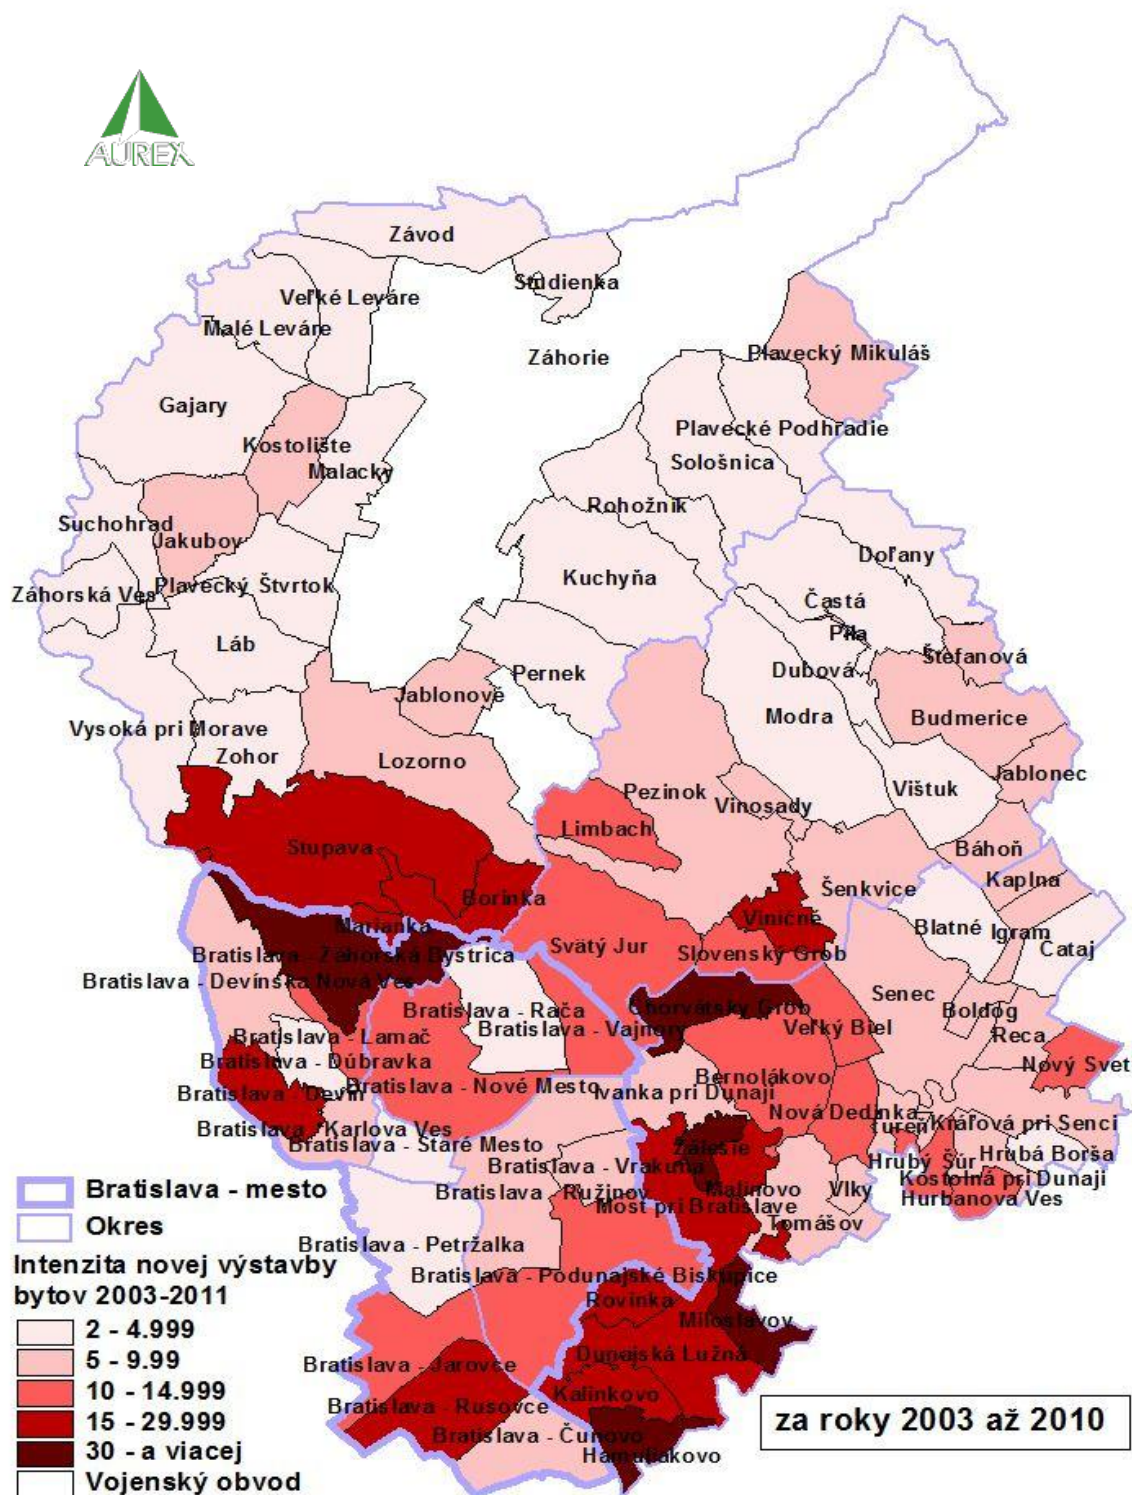 AUREX
Závod
Studienka
Veľké Leváre
Malé Leváre
Záhorie
Plavecký Mikuláš
Gajary
Plavecké Podhradie
Kostolište
Sološnica
Malacky
Rohožník
Suchohrad
Jakubov
Doľany
Kuchyňa
Záhorská Ves
Plavecký Štvrtok
Častá
Píla
Láb
Štefanová
Pernek
Dubová
Jablonové
Modra
Budmerice
Vysoká pri Morave
Zohor
Lozorno
Jablonec
Pezinok
Vištuk
Vinosady
Limbach
Stupava
Báhoň
Kaplna
Šenkvice
Borinka
Viničné
Marianka
Blatné
Igram
Čataj
Svätý Jur
Slovenský Grob
Bratislava - Záhorská Bystrica
Bratislava - Devínska Nová Ves
Senec
Chorvátsky Grob
Bratislava - Rača
Boldog
Bratislava - Vajnory
Veľký Biel
Reca
Bratislava - Lamač
Bratislava - Dúbravka
Nový Svet
Bernolákovo
Bratislava - Nové Mesto
Ivanka pri Dunaji
Bratislava - Devín
Nová Dedinka
Tureň
Kráľová pri Senci
Bratislava - Karlova Ves
Bratislava - Staré Mesto
Zálesie
Hrubá Borša
Hrubý Šúr
Bratislava - Vrakuňa
Kostolná pri Dunaji
Bratislava - Ružinov
Malinovo
Vlky
Hurbanova Ves
Most pri Bratislave
Tomášov
Bratislava - Petržalka
Bratislava - Podunajské Biskupice
Rovinka
Miloslavov
Dunajská Lužná
Bratislava - Jarovce
Kalinkovo
Bratislava - Rusovce
Bratislava - Čunovo
Hamuliakovo
Bratislava - mesto
Okres
Intenzita novej výstavby
bytov 2003-2011
2 - 4.999
5 - 9.99
10 - 14.999
15 - 29.999
30 - a viacej
Vojenský obvod
za roky 2003 až 2010